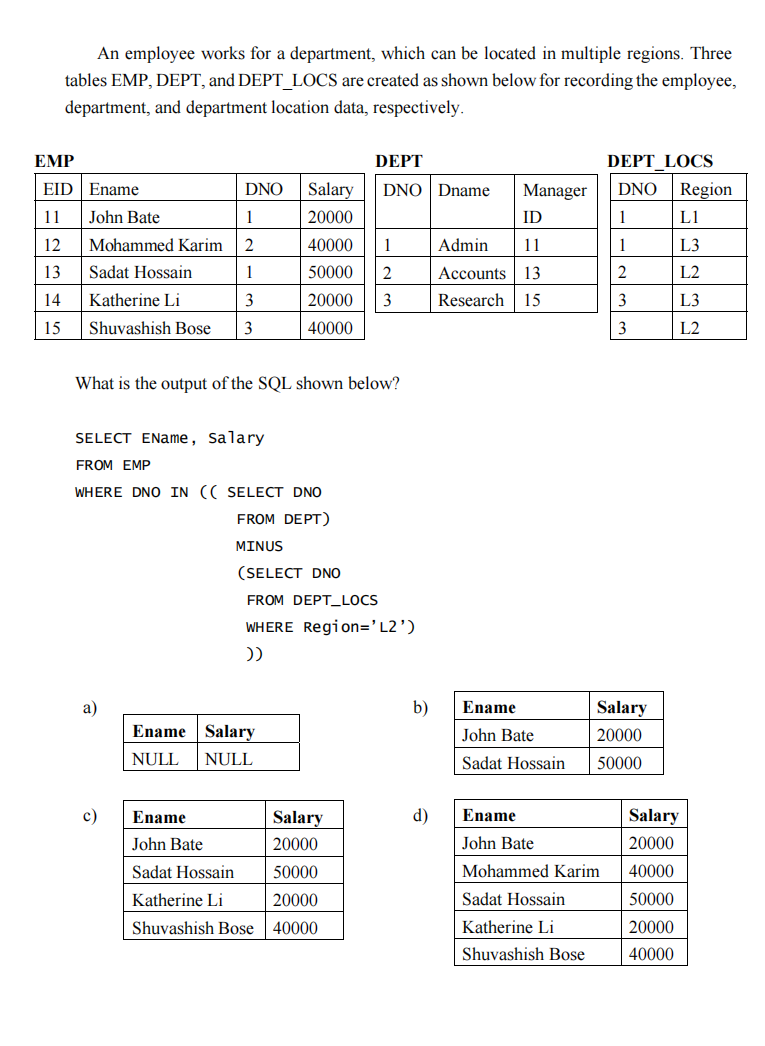 An employee works for a department, which can be located in multiple regions. Three
tables EMP, DEPT, and DEPT_LOCS are created as shown below for recording the employee,
department, and department location data, respectively.
EMP
EID Ename DNO Salary
11 John Bate 1 20000
12 Mohammed Karim 2 40000
13 Sadat Hossain 1 50000
14 Katherine Li 3 20000
15 Shuvashish Bose 3 40000
DEPT
DNO Dname Manager
ID
1 Admin 11
2 Accounts 13
3 Research 15
DEPT_LOCS
DNO Region
1 L1
1 L3
2 L2
3 L3
3 L2
What is the output of the SQL shown below?
SELECT EName, Salary
FROM EMP
WHERE DNO IN (( SELECT DNO
FROM DEPT)
MINUS
(SELECT DNO
FROM DEPT_LOCS
WHERE Region=’L2’)
))
a)
Ename Salary
NULL NULL
b)
Ename Salary
John Bate 20000
Sadat Hossain 50000
c)
Ename Salary
John Bate 20000
Sadat Hossain 50000
Katherine Li 20000
Shuvashish Bose 40000
d)
Ename Salary
John Bate 20000
Mohammed Karim 40000
Sadat Hossain 50000
Katherine Li 20000
Shuvashish Bose 40000